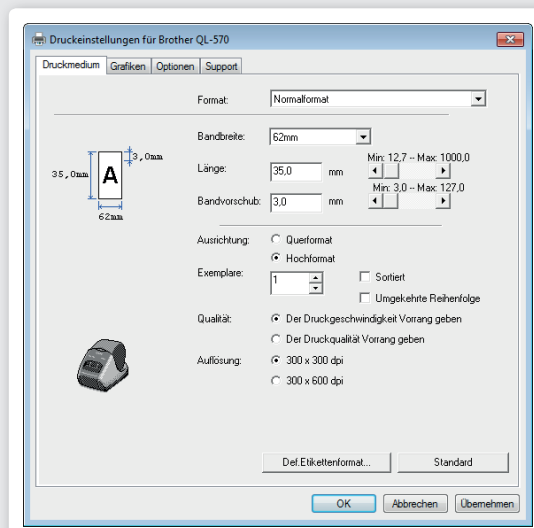 Druckeinstellungen für Brother QL-570
Druckmedium Grafiken Optionen Support
Format: Normalformat
Bandbreite: 62mm
Länge: 35,0 mm Min: 12,7 -- Max: 1000,0
Bandvorschub: 3,0 mm Min: 3,0 -- Max: 127,0
3,0mm
35,0mm
A
62mm
Ausrichtung: Querformat
Hochformat
Exemplare: 1 Sortiert
Umgekehrte Reihenfolge
Qualität: Der Druckgeschwindigkeit Vorrang geben
Der Druckqualität Vorrang geben
Auflösung: 300 x 300 dpi
300 x 600 dpi
Def.Etikettenformat... Standard
OK Abbrechen Übernehmen